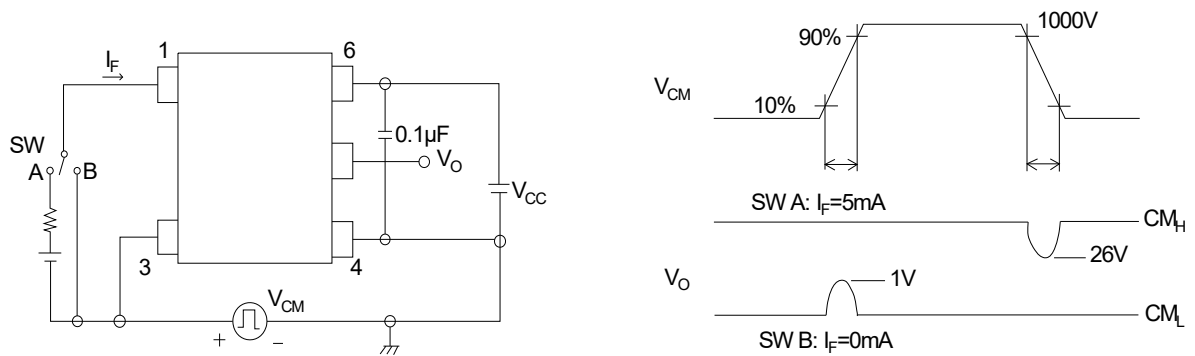 1
6
I_F
SW
A
B
0.1µF
V_O
V_CC
3
4
V_CM
+
-
1000V
90%
V_CM
10%
SW A: I_F=5mA
CM_H
26V
V_O
1V
CM_L
SW B: I_F=0mA